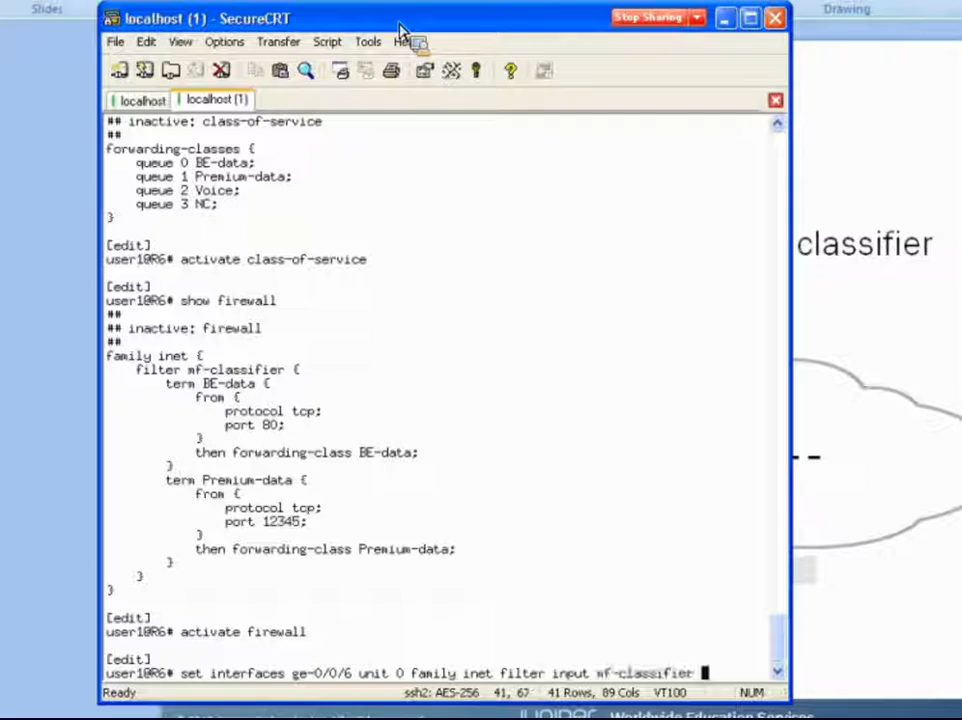 Slides
Drawing
localhost (1) - SecureCRT
Stop Sharing
File Edit View Options Transfer Script Tools
localhost
localhost (1)
## inactive: class-of-service
##
forwarding-classes {
queue 0 BE-data;
queue 1 Premium-data;
queue 2 Voice;
queue 3 NC;
}
[edit]
user1@R6# activate class-of-service
[edit]
user1@R6# show firewall
##
## inactive: firewall
##
family inet {
filter mf-classifier {
term BE-data {
from {
protocol tcp;
port 80;
}
then forwarding-class BE-data;
}
term Premium-data {
from {
protocol tcp;
port 12345;
}
then forwarding-class Premium-data;
}
}
}
[edit]
user1@R6# activate firewall
[edit]
user1@R6# set interfaces ge-0/0/6 unit 0 family inet filter input mf-classifier
Ready
ssh2: AES-256 41, 67 41 Rows, 89 Cols VT100 NUM
classifier
--
Worldwide Education Services